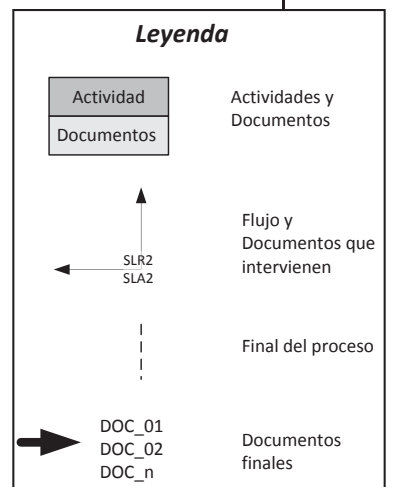 Leyenda
Actividad
Documentos
Actividades y
Documentos
SLR2
SLA2
Flujo y
Documentos que
intervienen
Final del proceso
DOC_01
DOC_02
DOC_n
Documentos
finales